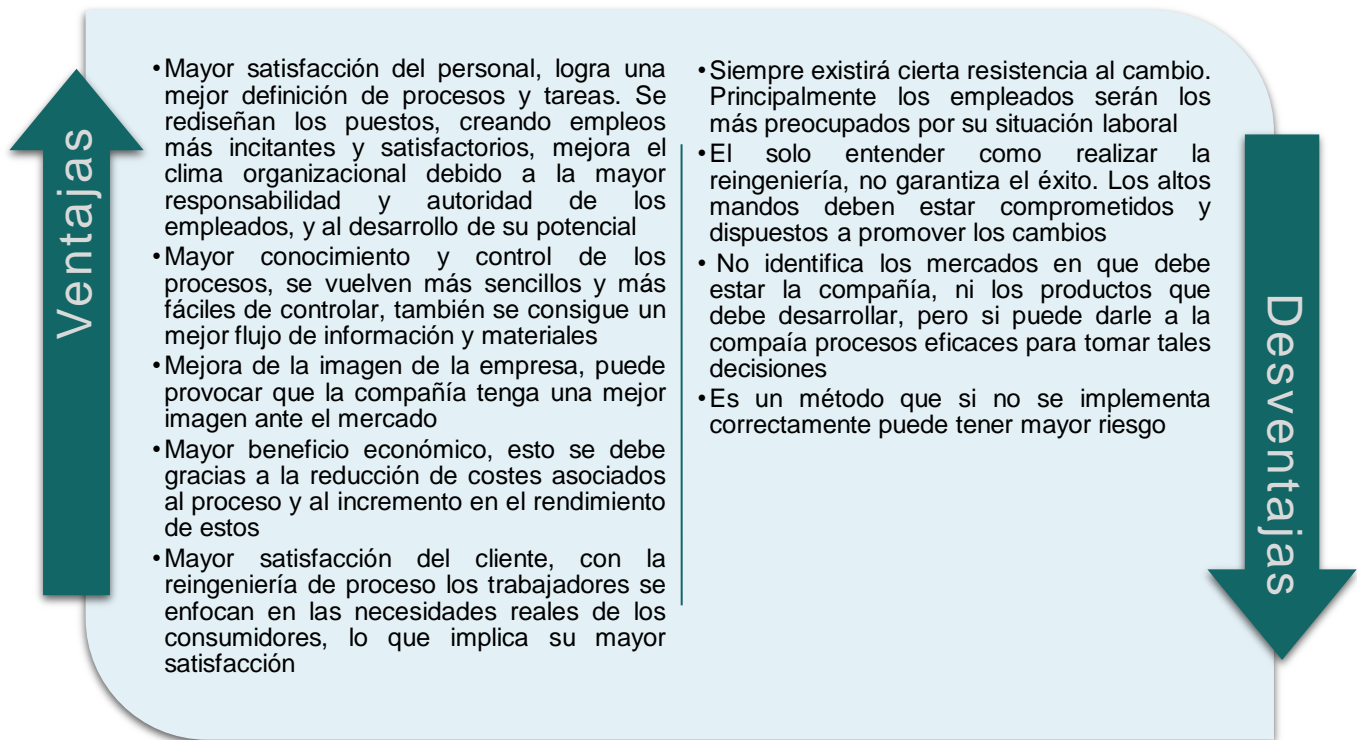 Ventajas
•Mayor satisfacción del personal, logra una
mejor definición de procesos y tareas. Se
rediseñan los puestos, creando empleos
más incitantes y satisfactorios, mejora el
clima organizacional debido a la mayor
responsabilidad y autoridad de los
empleados, y al desarrollo de su potencial
•Mayor conocimiento y control de los
procesos, se vuelven más sencillos y más
fáciles de controlar, también se consigue un
mejor flujo de información y materiales
•Mejora de la imagen de la empresa, puede
provocar que la compañía tenga una mejor
imagen ante el mercado
•Mayor beneficio económico, esto se debe
gracias a la reducción de costes asociados
al proceso y al incremento en el rendimiento
de estos
•Mayor satisfacción del cliente, con la
reingeniería de proceso los trabajadores se
enfocan en las necesidades reales de los
consumidores, lo que implica su mayor
satisfacción
•Siempre existirá cierta resistencia al cambio.
Principalmente los empleados serán los
más preocupados por su situación laboral
•El solo entender como realizar la
reingeniería, no garantiza el éxito. Los altos
mandos deben estar comprometidos y
dispuestos a promover los cambios
• No identifica los mercados en que debe
estar la compañía, ni los productos que
debe desarrollar, pero si puede darle a la
compaía procesos eficaces para tomar tales
decisiones
•Es un método que si no se implementa
correctamente puede tener mayor riesgo
Desventajas